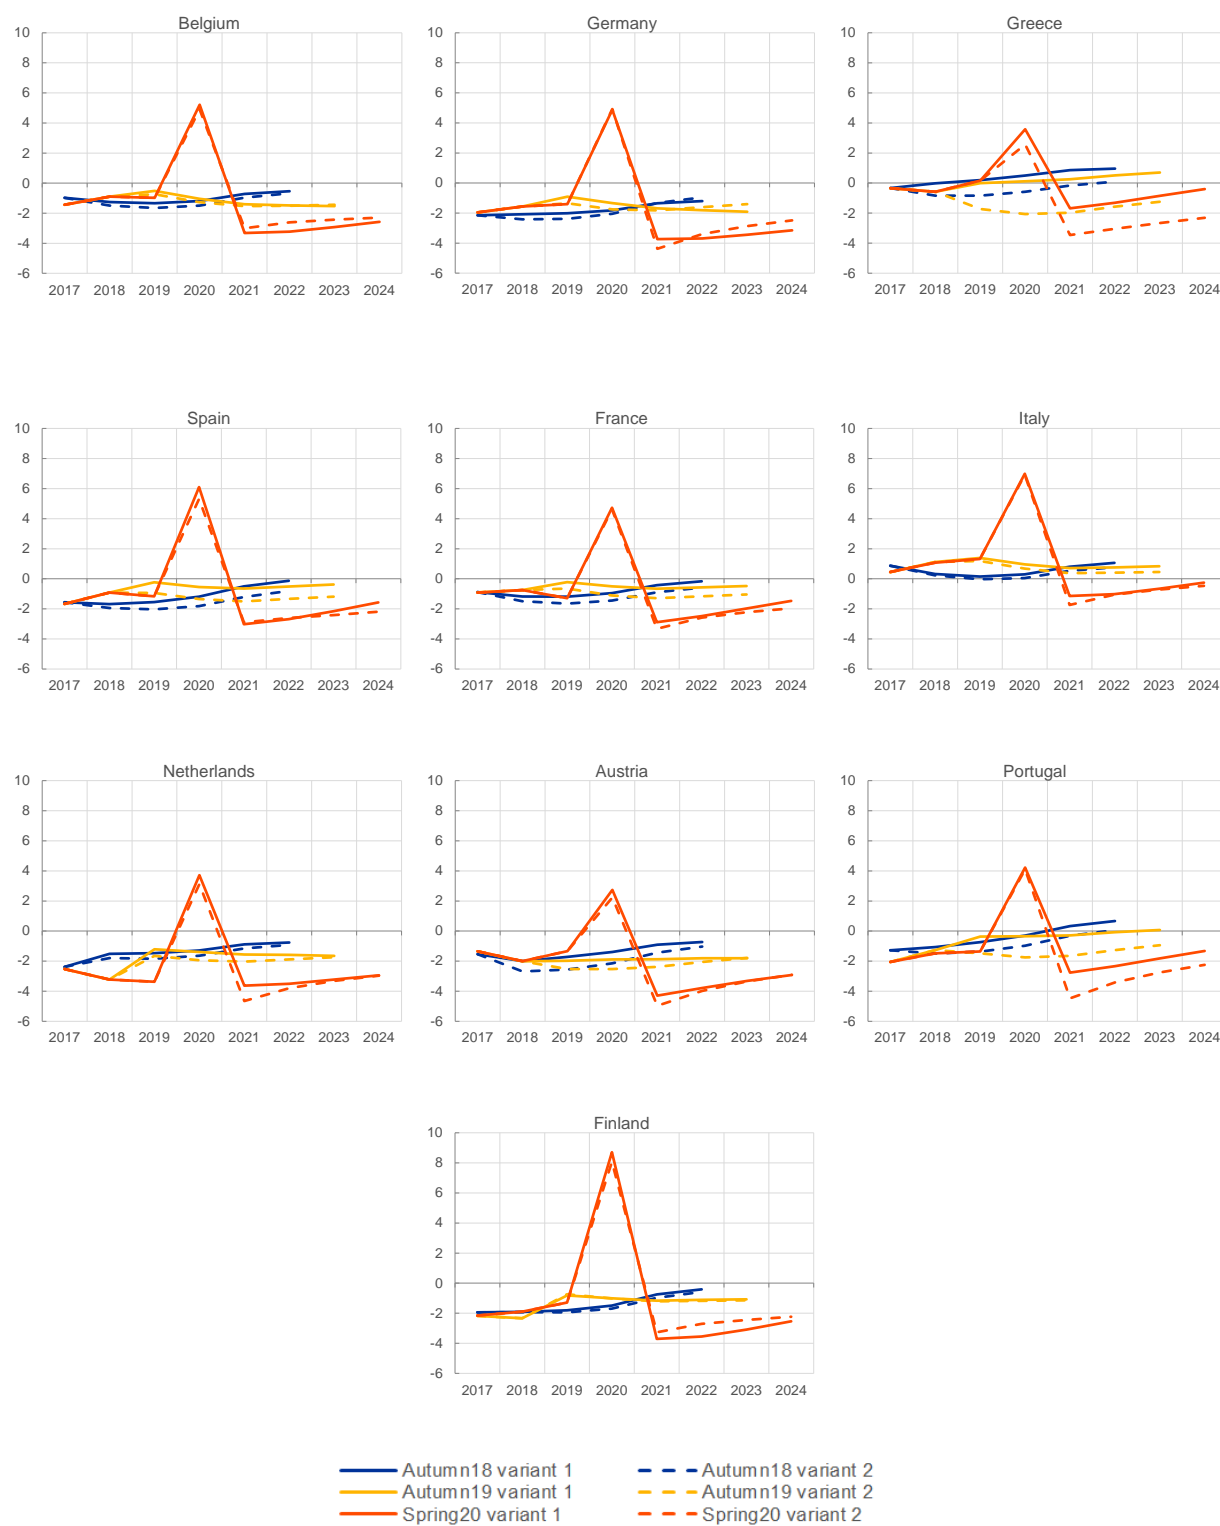 Belgium Germany Greece
10 10 10
8 8 8
6 6 6
4 4 4
2 2 2
0 0 0
-2 -2 -2
-4 -4 -4
-6 -6 -6
2017 2018 2019 2020 2021 2022 2023 2024 2017 2018 2019 2020 2021 2022 2023 2024 2017 2018 2019 2020 2021 2022 2023 2024
Spain France Italy
10 10 10
8 8 8
6 6 6
4 4 4
2 2 2
0 0 0
-2 -2 -2
-4 -4 -4
-6 -6 -6
2017 2018 2019 2020 2021 2022 2023 2024 2017 2018 2019 2020 2021 2022 2023 2024 2017 2018 2019 2020 2021 2022 2023 2024
Netherlands Austria Portugal
10 10 10
8 8 8
6 6 6
4 4 4
2 2 2
0 0 0
-2 -2 -2
-4 -4 -4
-6 -6 -6
2017 2018 2019 2020 2021 2022 2023 2024 2017 2018 2019 2020 2021 2022 2023 2024 2017 2018 2019 2020 2021 2022 2023 2024
Finland
10
8
6
4
2
0
-2
-4
-6
2017 2018 2019 2020 2021 2022 2023 2024
Autumn18 variant 1 Autumn18 variant 2
Autumn19 variant 1 Autumn19 variant 2
Spring20 variant 1 Spring20 variant 2